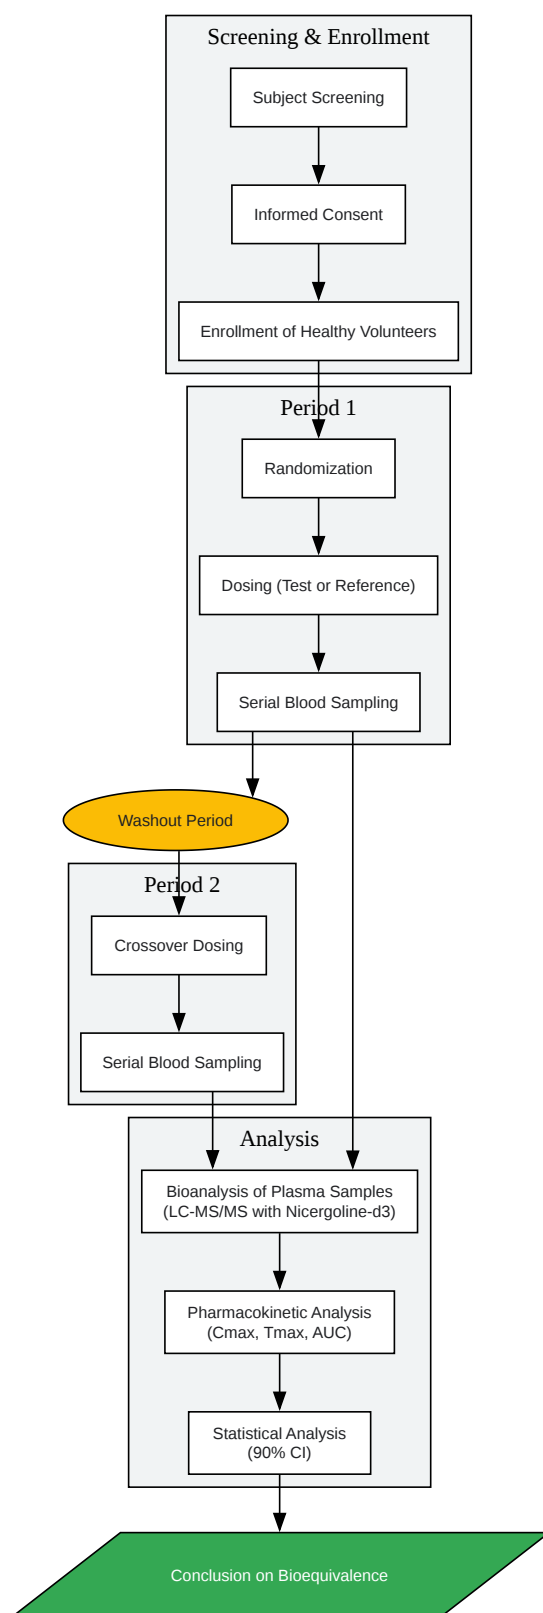 Screening & Enrollment
Subject Screening
Informed Consent
Enrollment of Healthy Volunteers
Period 1
Randomization
Dosing (Test or Reference)
Serial Blood Sampling
Washout Period
Period 2
Crossover Dosing
Serial Blood Sampling
Analysis
Bioanalysis of Plasma Samples
(LC-MS/MS with Nicergoline-d3)
Pharmacokinetic Analysis
(Cmax, Tmax, AUC)
Statistical Analysis
(90% CI)
Conclusion on Bioequivalence